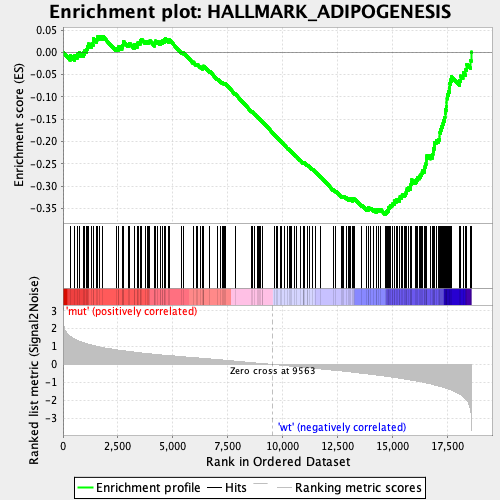 Enrichment plot: HALLMARK_ADIPOGENESIS
Enrichment score (ES)
0.05
0.00
-0.05
-0.10
-0.15
-0.20
-0.25
-0.30
-0.35
Ranked list metric (Signal2Noise)
'mut' (positively correlated)
3
2
1
0
-1
-2
-3
Zero cross at 9563
'wt' (negatively correlated)
0 2,500 5,000 7,500 10,000 12,500 15,000 17,500
Rank in Ordered Dataset
Enrichment profile Hits Ranking metric scores